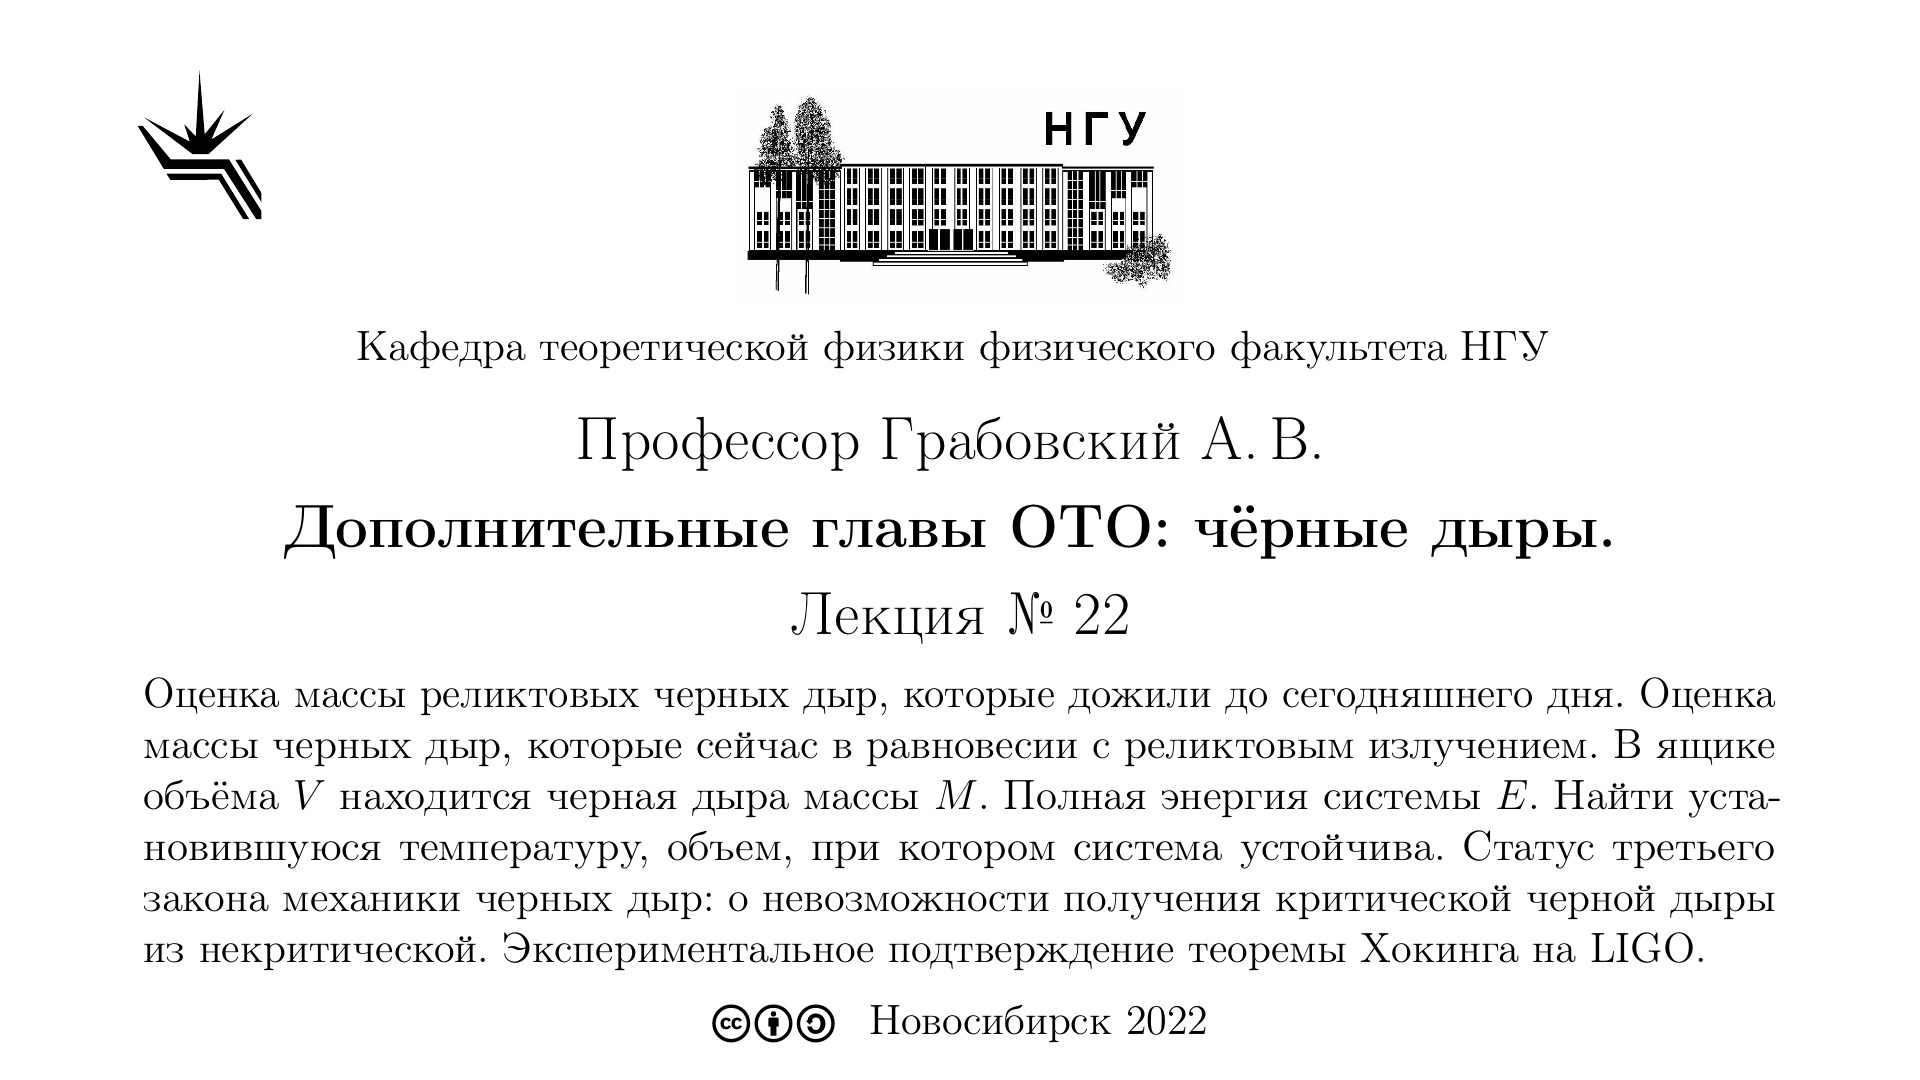 НГУ
Кафедра теоретической физики физического факультета НГУ
Профессор Грабовский А. В.
Дополнительные главы ОТО: чёрные дыры.
Лекция № 22
Оценка массы реликтовых черных дыр, которые дожили до сегодняшнего дня. Оценка
массы черных дыр, которые сейчас в равновесии с реликтовым излучением. В ящике
объёма V находится черная дыра массы M. Полная энергия системы E. Найти уста-
новившуюся температуру, объем, при котором система устойчива. Статус третьего
закона механики черных дыр: о невозможности получения критической черной дыры
из некритической. Экспериментальное подтверждение теоремы Хокинга на LIGO.
cc Новосибирск 2022